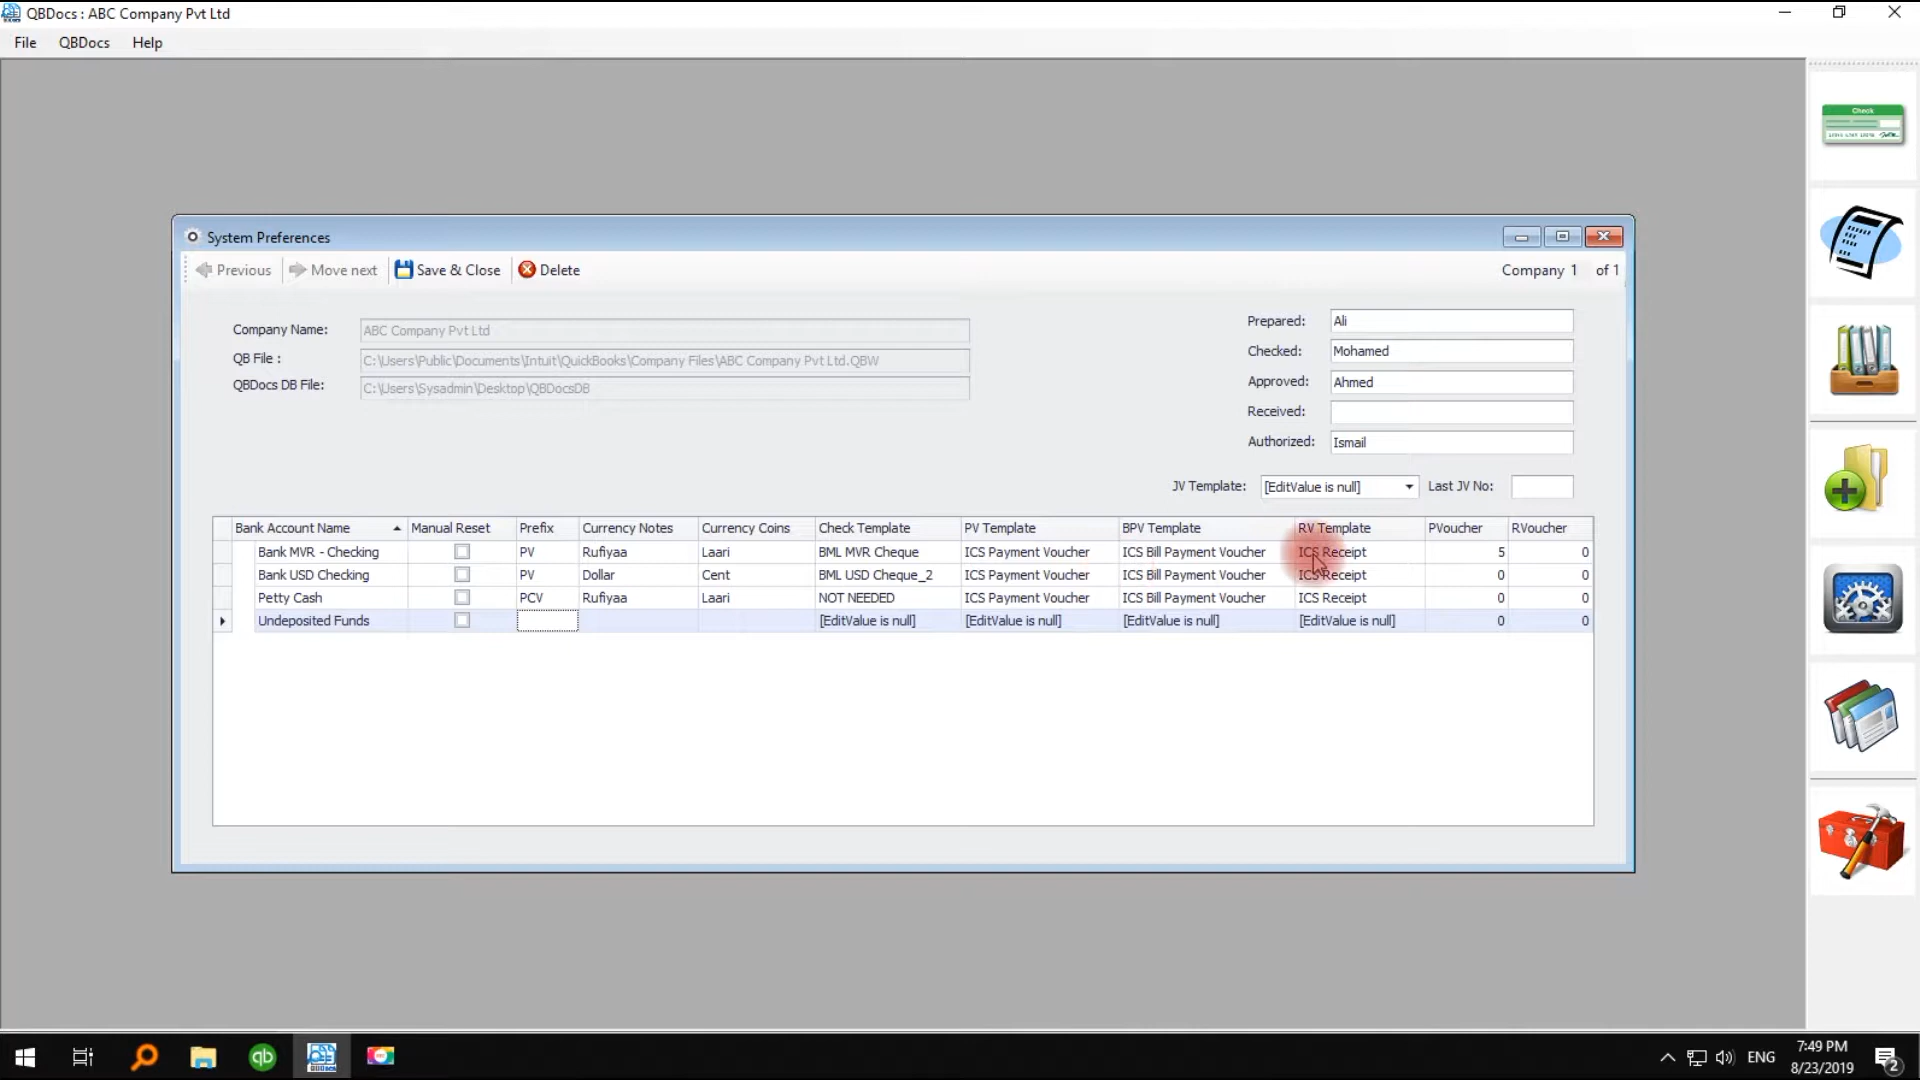 QBDocs : ABC Company Pvt Ltd
File QBDocs Help
Check
System Preferences
Previous Move next Save & Close Delete Company 1 of 1
Company Name: ABC Company Pvt Ltd
QB File : C:\Users\Public\Documents\Intuit\QuickBooks\Company Files\ABC Company Pvt Ltd.QBW
QBDocs DB File: C:\Users\Sysadmin\Desktop\QBDocsDB
Prepared: Ali
Checked: Mohamed
Approved: Ahmed
Received:
Authorized: Ismail
JV Template: [EditValue is null] Last JV No:
Bank Account Name Manual Reset Prefix Currency Notes Currency Coins Check Template PV Template BPV Template RV Template PVoucher RVoucher
Bank MVR - Checking PV Rufiyaa Laari BML MVR Cheque ICS Payment Voucher ICS Bill Payment Voucher ICS Receipt 5 0
Bank USD Checking PV Dollar Cent BML USD Cheque_2 ICS Payment Voucher ICS Bill Payment Voucher ICS Receipt 0 0
Petty Cash PCV Rufiyaa Laari NOT NEEDED ICS Payment Voucher ICS Bill Payment Voucher ICS Receipt 0 0
Undeposited Funds [EditValue is null] [EditValue is null] [EditValue is null] [EditValue is null] 0 0
qb
ENG
7:49 PM
8/23/2019
2